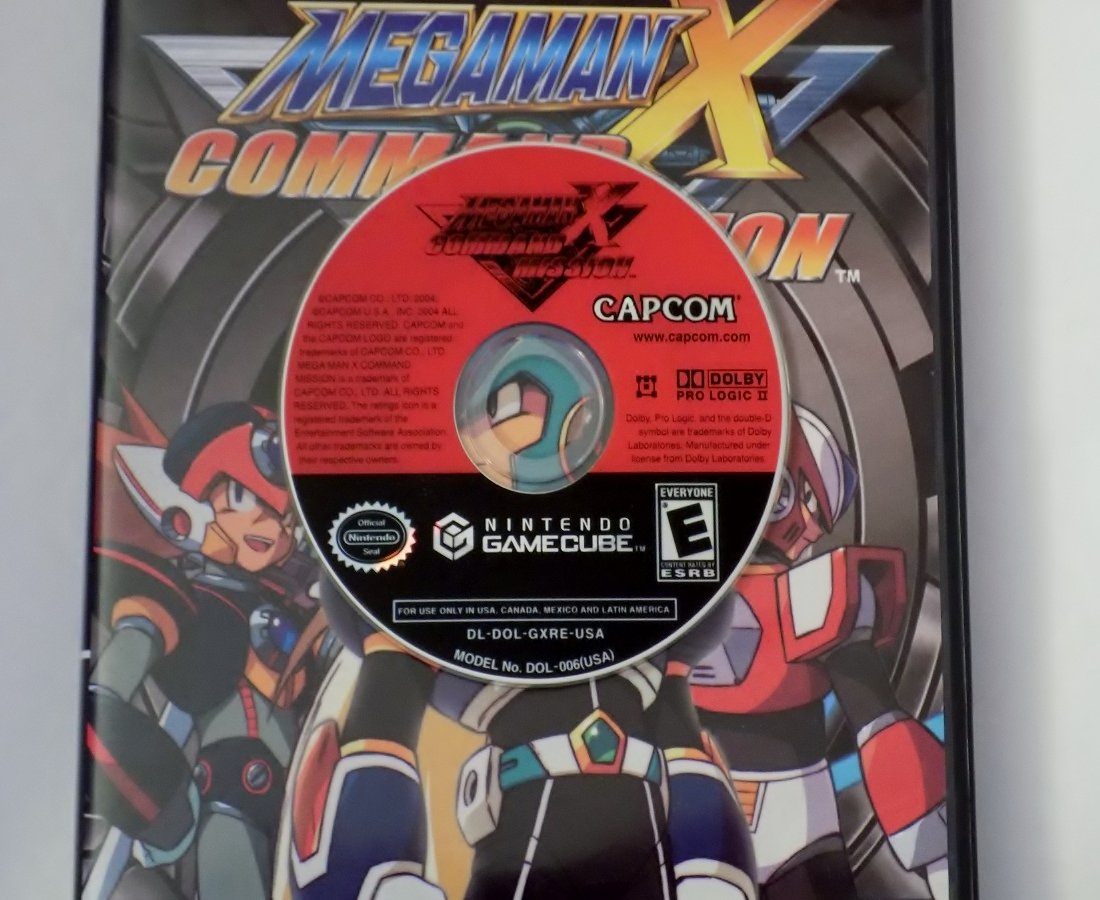 MEGAMAN X
COMMAND
ION™
MEGAMAN X
COMMAND
MISSION™
©CAPCOM CO., LTD. 2004,
©CAPCOM U.S.A., INC. 2004 ALL
RIGHTS RESERVED. CAPCOM and
the CAPCOM LOGO are registered
trademarks of CAPCOM CO., LTD.
MEGA MAN X COMMAND
MISSION is a trademark of
CAPCOM CO., LTD. ALL RIGHTS
RESERVED. The ratings icon is a
registered trademark of the
Entertainment Software Association.
All other trademarks are owned by
their respective owners.
CAPCOM®
www.capcom.com
DOLBY
PRO LOGIC II
Dolby, Pro Logic, and the double-D
symbol are trademarks of Dolby
Laboratories. Manufactured under
license from Dolby Laboratories.
Official
Nintendo
Seal
NINTENDO
GAMECUBE™
EVERYONE
E
CONTENT RATED BY
ESRB
FOR USE ONLY IN USA, CANADA, MEXICO AND LATIN AMERICA
DL-DOL-GXRE-USA
MODEL No. DOL-006(USA)